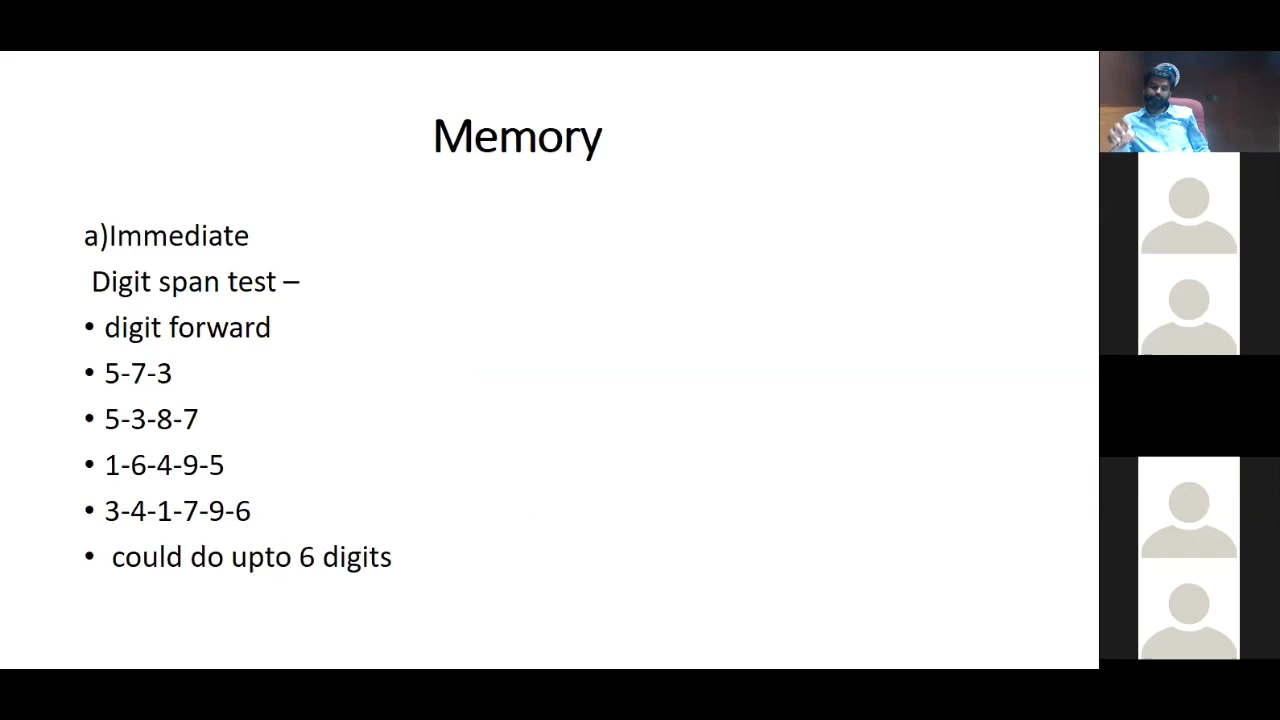 Memory
a)Immediate
Digit span test –
• digit forward
• 5-7-3
• 5-3-8-7
• 1-6-4-9-5
• 3-4-1-7-9-6
• could do upto 6 digits